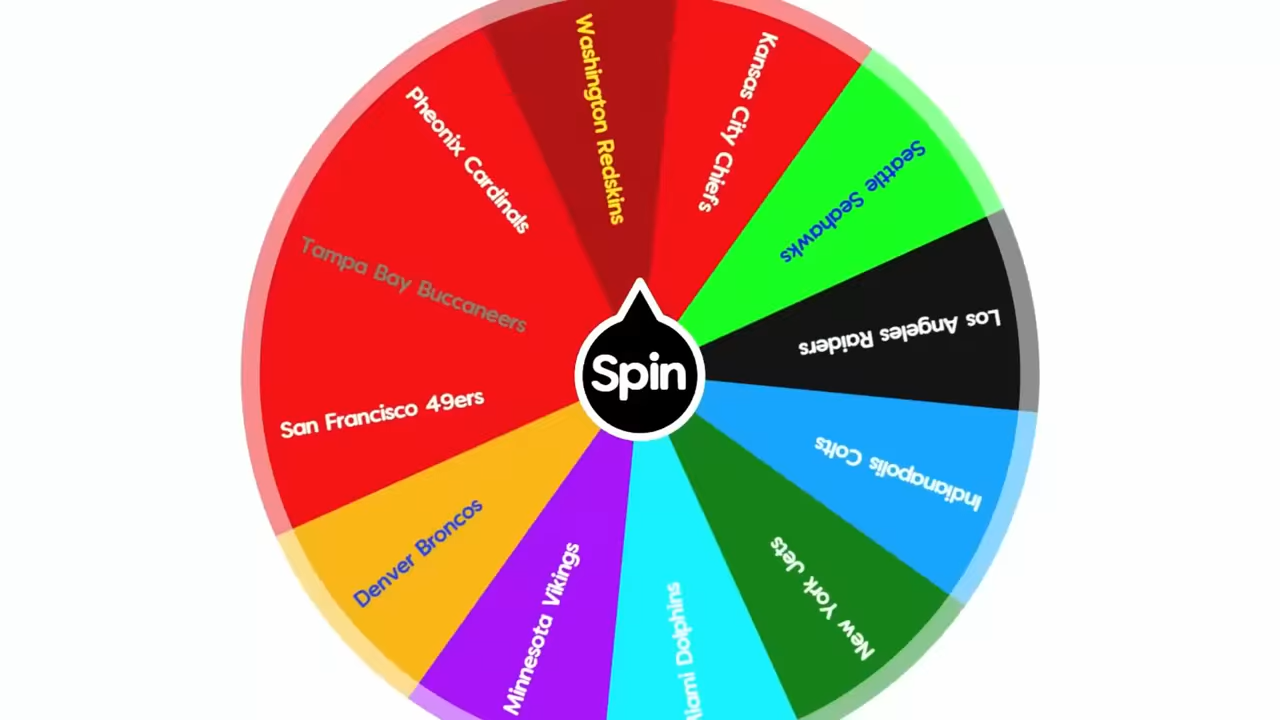 Washington Redskins
Kansas City Chiefs
Seattle Seahawks
Los Angeles Raiders
Indianapolis Colts
New York Jets
Miami Dolphins
Minnesota Vikings
Denver Broncos
San Francisco 49ers
Tampa Bay Buccaneers
Pheonix Cardinals
Spin